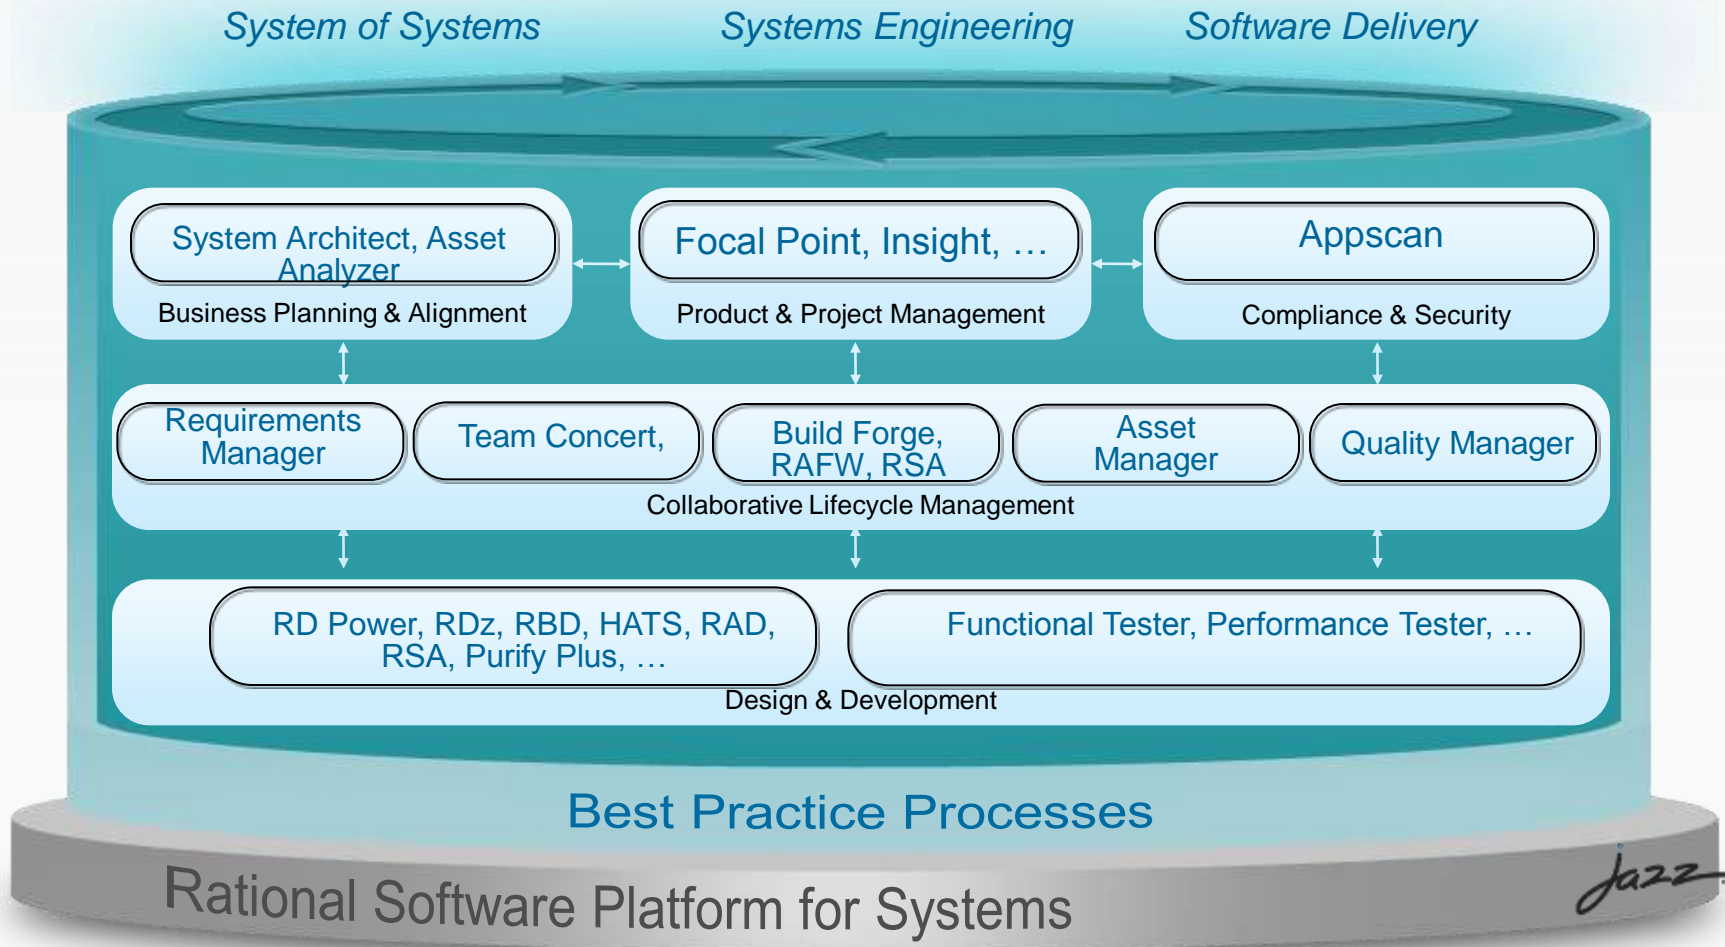 System of Systems
Systems Engineering
Software Delivery
System Architect, Asset
Analyzer
Business Planning & Alignment
Focal Point, Insight, …
Product & Project Management
Appscan
Compliance & Security
Requirements
Manager
Team Concert,
Build Forge,
RAFW, RSA
Asset
Manager
Quality Manager
Collaborative Lifecycle Management
RD Power, RDz, RBD, HATS, RAD,
RSA, Purify Plus, …
Functional Tester, Performance Tester, …
Design & Development
Best Practice Processes
Rational Software Platform for Systems
jazz